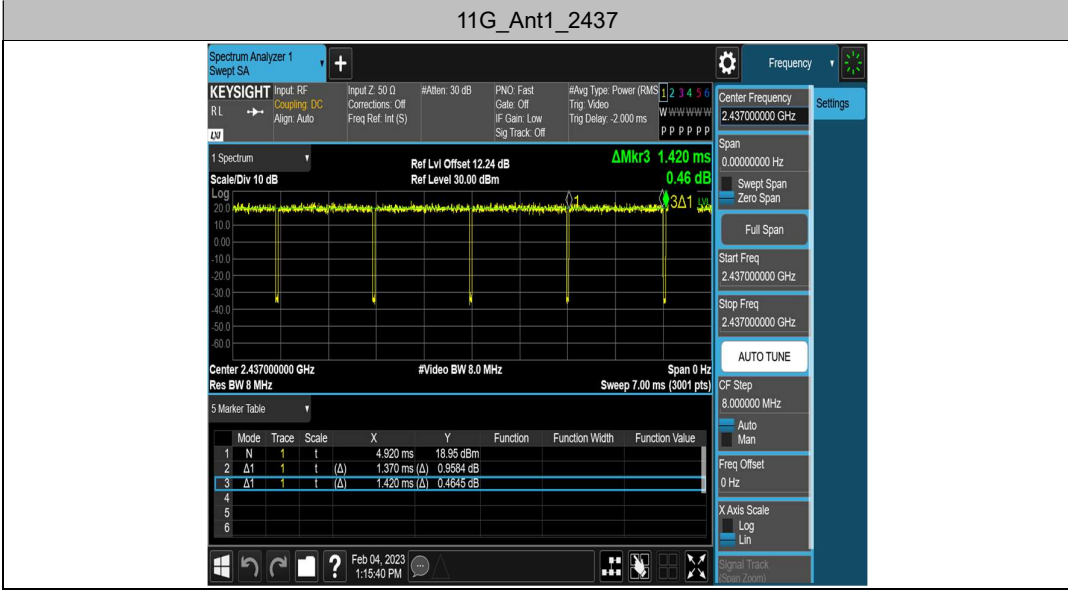 11G_Ant1_2437
Spectrum Analyzer 1
Swept SA
Frequency
KEYSIGHT
RL
LXI
Input: RF
Coupling: DC
Align: Auto
Input Z: 50 Ω
Corrections: Off
Freq Ref: Int (S)
#Atten: 30 dB
PNO: Fast
Gate: Off
IF Gain: Low
Sig Track: Off
#Avg Type: Power (RMS
Trig: Video
Trig Delay: -2.000 ms
1 2 3 4 5 6
W W W W W W
P P P P P P
Center Frequency
2.437000000 GHz
Settings
1 Spectrum
Scale/Div 10 dB
Ref Lvl Offset 12.24 dB
Ref Level 30.00 dBm
ΔMkr3 1.420 ms
0.46 dB
Log
20.0
10.0
0.00
-10.0
-20.0
-30.0
-40.0
-50.0
-60.0
1
3Δ1
LVL
Center 2.437000000 GHz
Res BW 8 MHz
#Video BW 8.0 MHz
Span 0 Hz
Sweep 7.00 ms (3001 pts)
Span
0.00000000 Hz
Swept Span
Zero Span
Full Span
Start Freq
2.437000000 GHz
Stop Freq
2.437000000 GHz
AUTO TUNE
CF Step
8.000000 MHz
Auto
Man
Freq Offset
0 Hz
X Axis Scale
Log
Lin
Signal Track
(Span Zoom)
5 Marker Table
Mode Trace Scale X Y Function Function Width Function Value
1 N 1 t 4.920 ms 18.95 dBm
2 Δ1 1 t (Δ) 1.370 ms (Δ) 0.9584 dB
3 Δ1 1 t (Δ) 1.420 ms (Δ) 0.4645 dB
4
5
6
?
Feb 04, 2023
1:15:40 PM